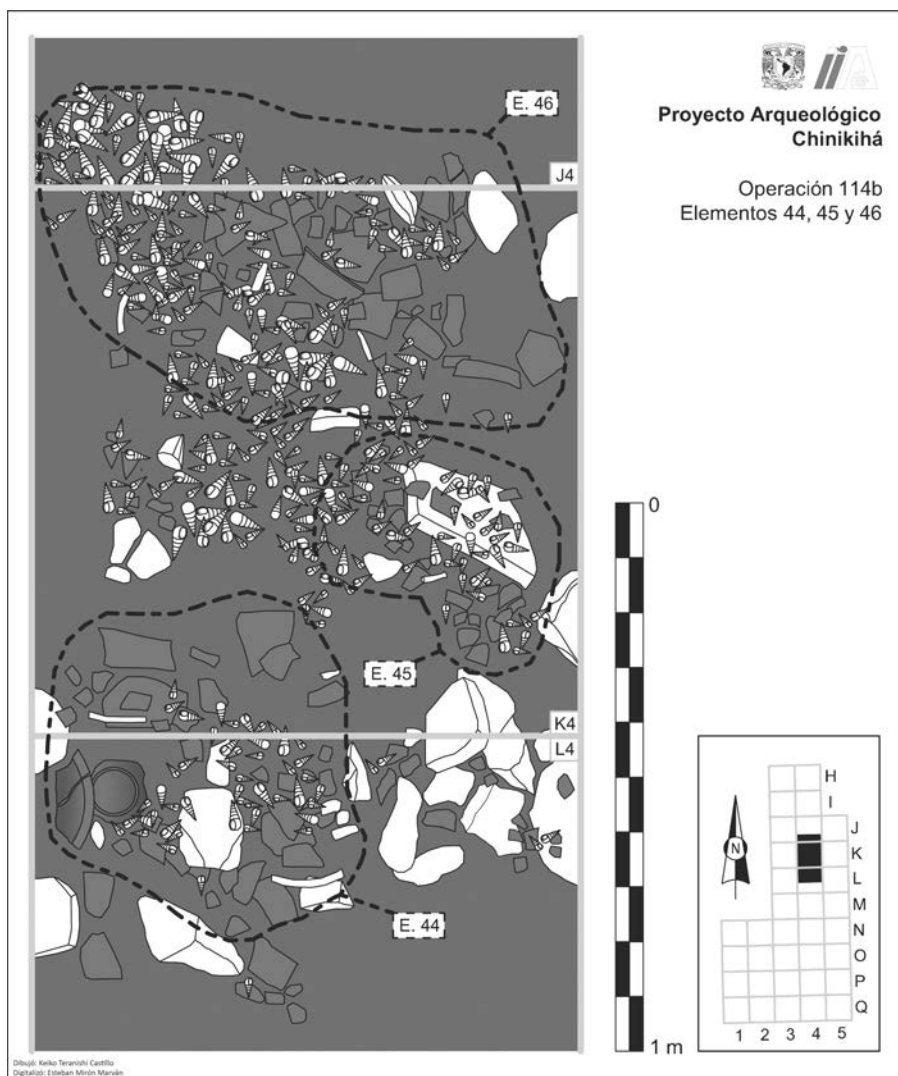 Proyecto Arqueológico
Chinikihá
Operación 114b
Elementos 44, 45 y 46
E. 46
J4
E. 45
K4
L4
E. 44
0
1 m
H
I
J
K
L
M
N
O
P
Q
N
1 2 3 4 5
Dibujó: Keiko Teranishi Castillo
Digitalizó: Esteban Mirón Marván